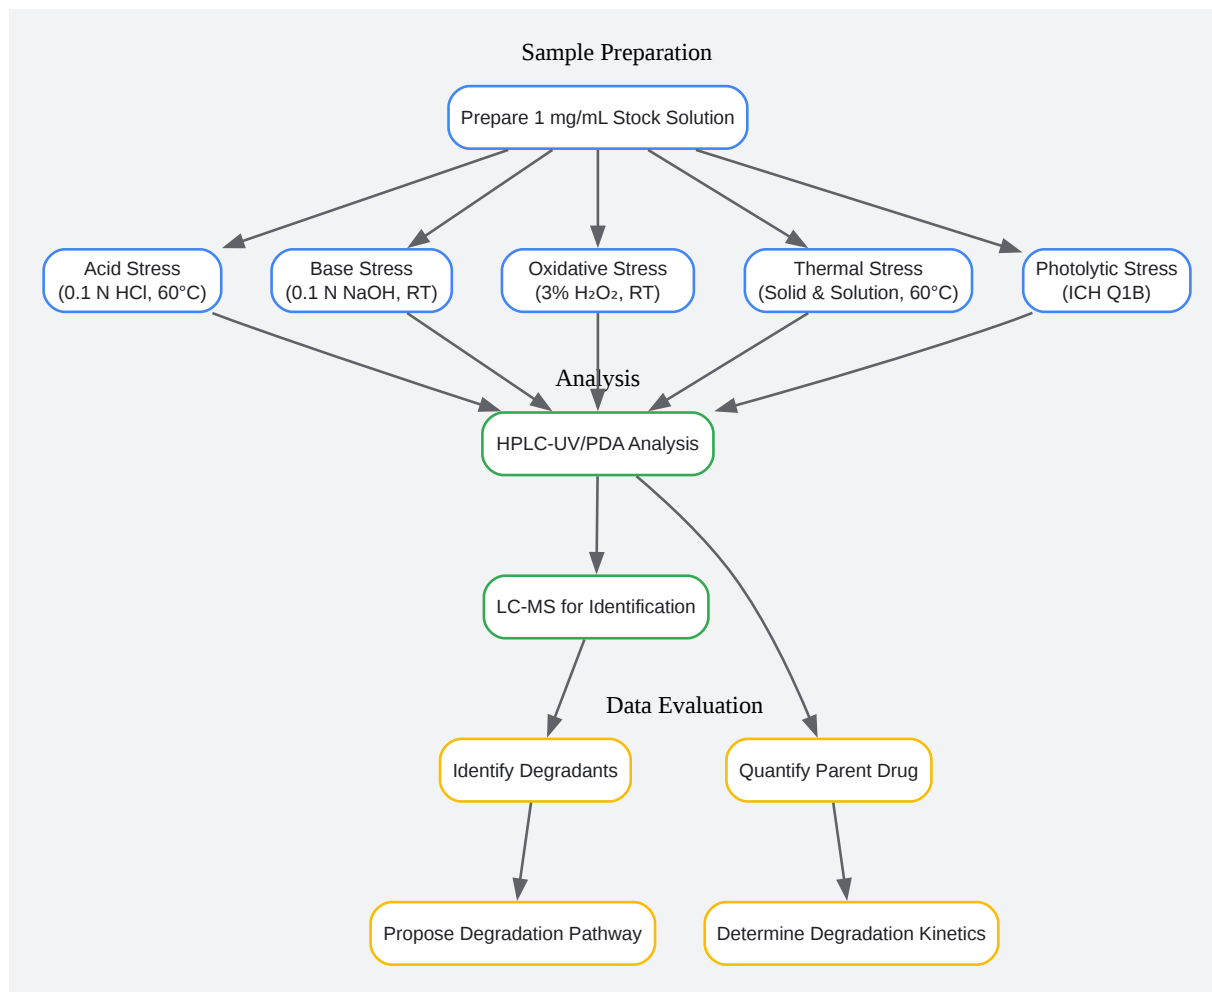 Sample Preparation
Prepare 1 mg/mL Stock Solution
Acid Stress
(0.1 N HCl, 60°C)
Base Stress
(0.1 N NaOH, RT)
Oxidative Stress
(3% H₂O₂, RT)
Thermal Stress
(Solid & Solution, 60°C)
Photolytic Stress
(ICH Q1B)
Analysis
HPLC-UV/PDA Analysis
LC-MS for Identification
Data Evaluation
Identify Degradants
Quantify Parent Drug
Propose Degradation Pathway
Determine Degradation Kinetics